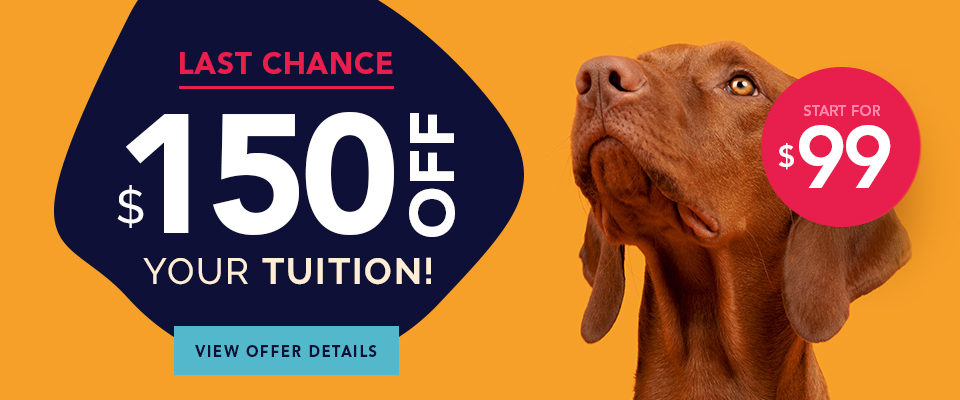 LAST CHANCE
$150 OFF
YOUR TUITION!
VIEW OFFER DETAILS
START FOR
$99